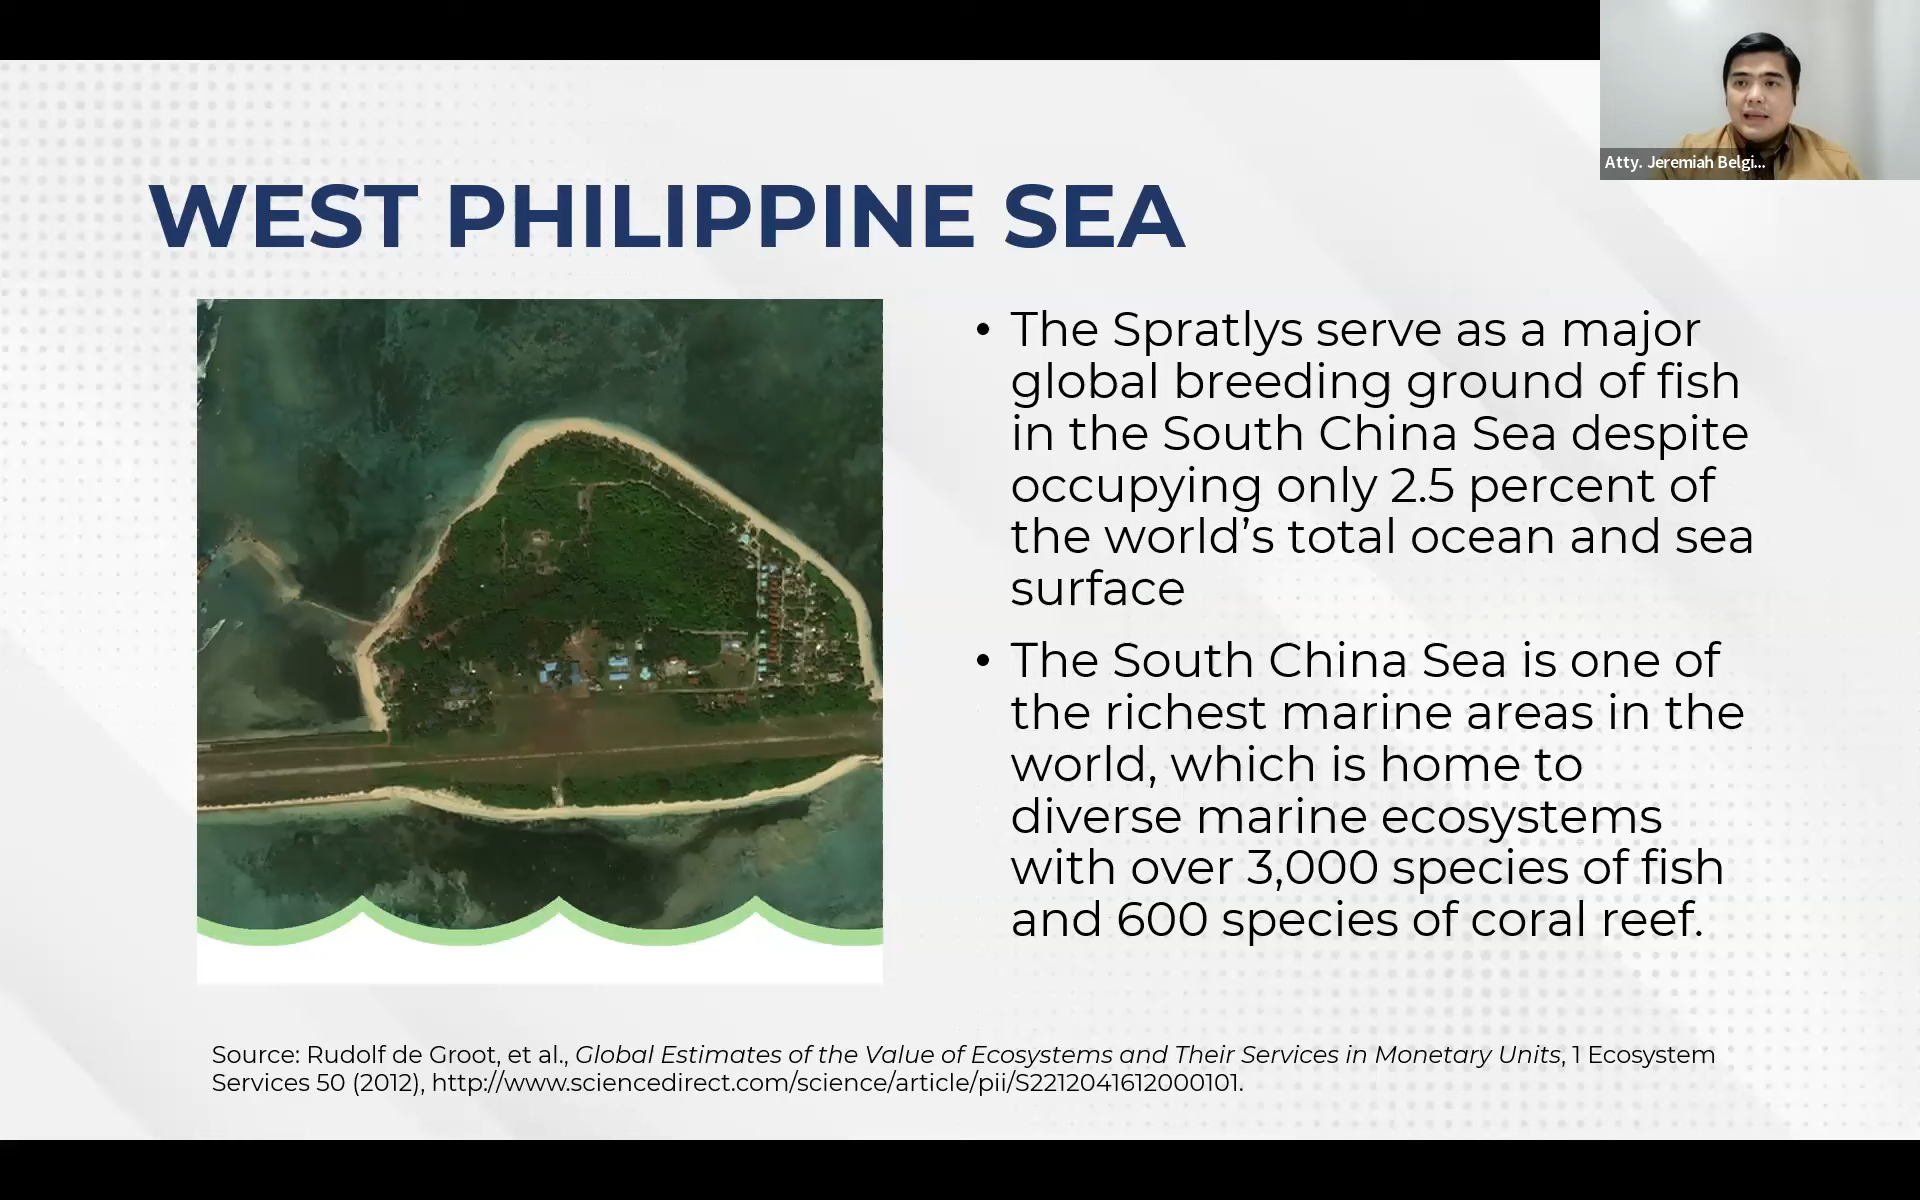 Atty. Jeremiah Belgi...
WEST PHILIPPINE SEA
• The Spratlys serve as a major
global breeding ground of fish
in the South China Sea despite
occupying only 2.5 percent of
the world’s total ocean and sea
surface
• The South China Sea is one of
the richest marine areas in the
world, which is home to
diverse marine ecosystems
with over 3,000 species of fish
and 600 species of coral reef.
Source: Rudolf de Groot, et al., Global Estimates of the Value of Ecosystems and Their Services in Monetary Units, 1 Ecosystem
Services 50 (2012), http://www.sciencedirect.com/science/article/pii/S2212041612000101.